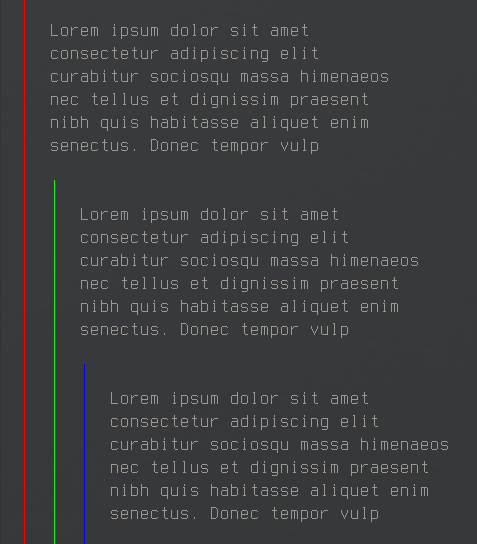 Lorem ipsum dolor sit amet
consectetur adipiscing elit
curabitur sociosqu massa himenaeos
nec tellus et dignissim praesent
nibh quis habitasse aliquet enim
senectus. Donec tempor vulp
Lorem ipsum dolor sit amet
consectetur adipiscing elit
curabitur sociosqu massa himenaeos
nec tellus et dignissim praesent
nibh quis habitasse aliquet enim
senectus. Donec tempor vulp
Lorem ipsum dolor sit amet
consectetur adipiscing elit
curabitur sociosqu massa himenaeos
nec tellus et dignissim praesent
nibh quis habitasse aliquet enim
senectus. Donec tempor vulp